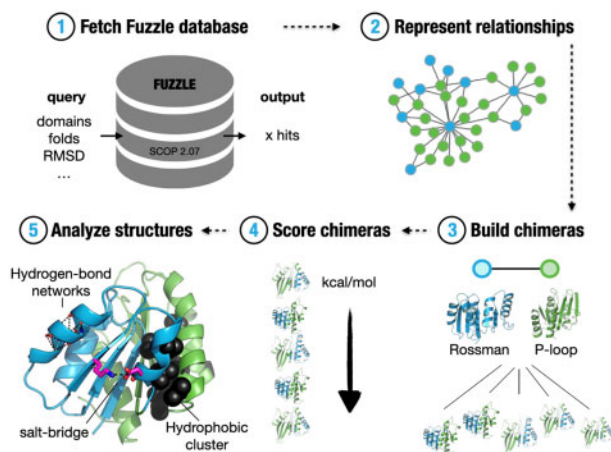 1 Fetch Fuzzle database
2 Represent relationships
query
domains
folds
RMSD
...
FUZZLE
SCOP 2.07
output
x hits
5 Analyze structures
4 Score chimeras
3 Build chimeras
Hydrogen-bond
networks
salt-bridge
Hydrophobic
cluster
kcal/mol
Rossman
P-loop